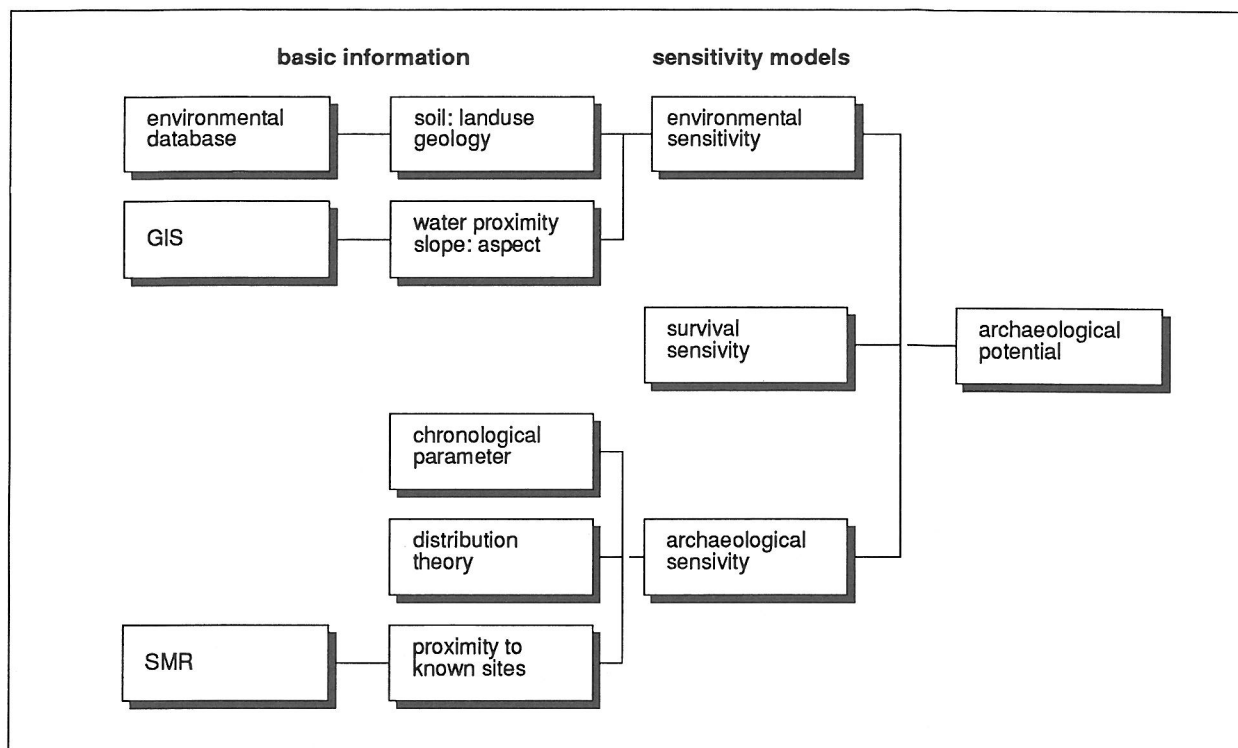 basic information
sensitivity models
environmental
database
soil: landuse
geology
environmental
sensitivity
GIS
water proximity
slope: aspect
survival
sensivity
archaeological
potential
chronological
parameter
distribution
theory
archaeological
sensivity
SMR
proximity to
known sites